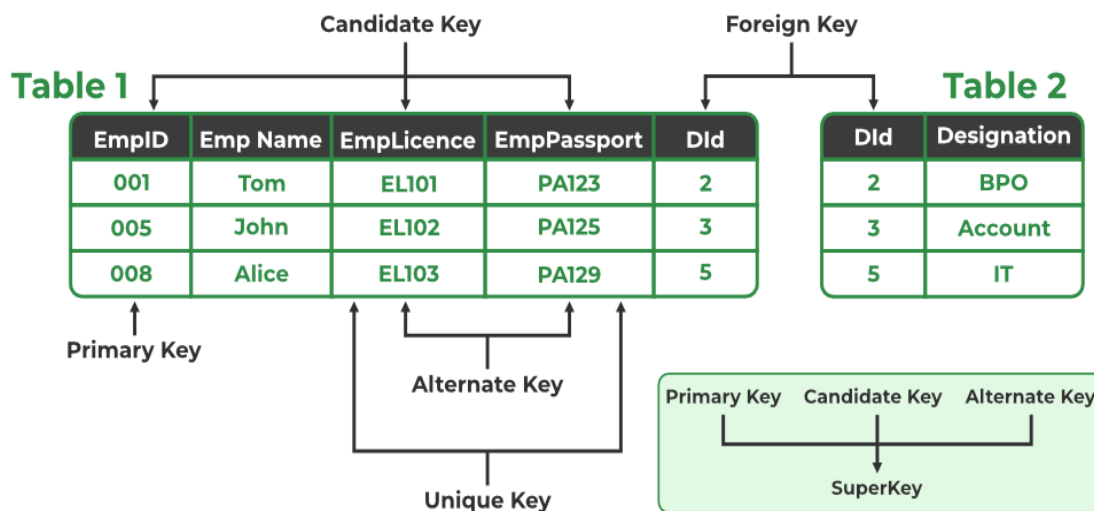 Candidate Key
Foreign Key
Table 1
Table 2
EmpID Emp Name EmpLicence EmpPassport DId
001 Tom EL101 PA123 2
005 John EL102 PA125 3
008 Alice EL103 PA129 5
DId Designation
2 BPO
3 Account
5 IT
Primary Key
Alternate Key
Unique Key
Primary Key Candidate Key Alternate Key
SuperKey